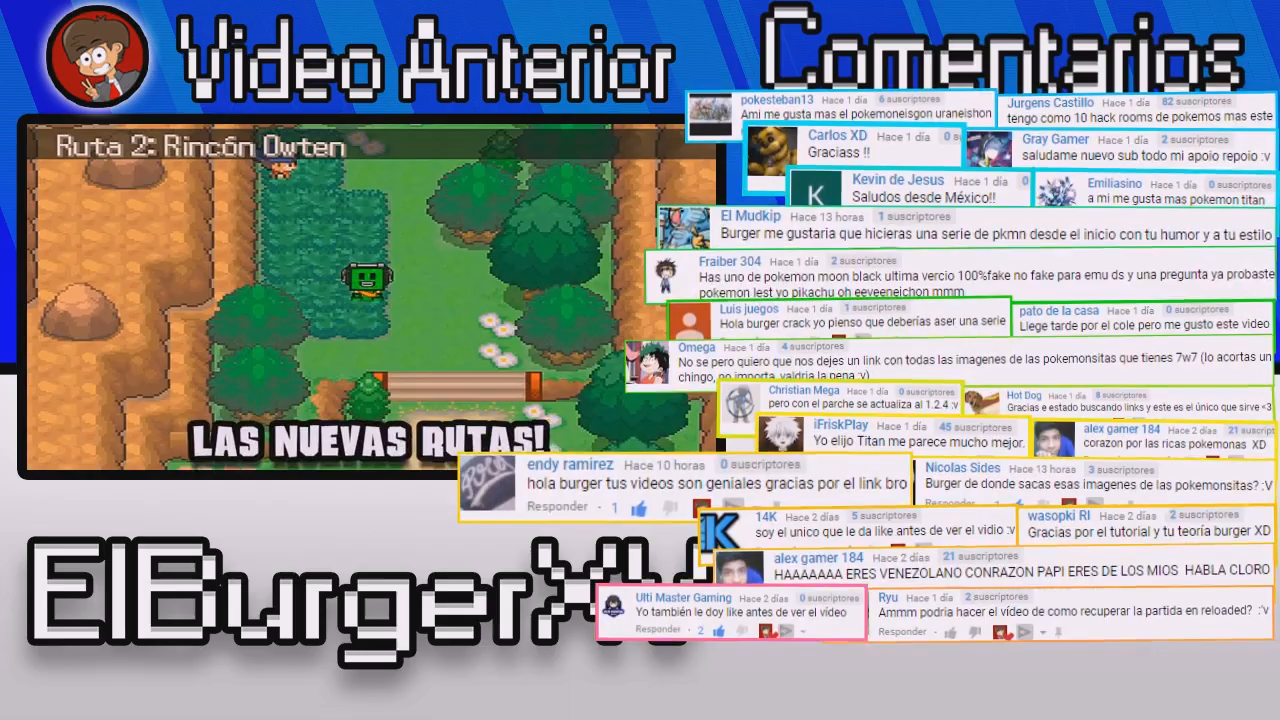 Video Anterior
Comentarios
Ruta 2: Rincón Owten
LAS NUEVAS RUTAS!
ElBurgerX
pokesteban13 Hace 1 día 6 suscriptores
Ami me gusta mas el pokemoneisgon uraneishon
Jurgens Castillo Hace 1 día 82 suscriptores
tengo como 10 hack rooms de pokemos mas este
Carlos XD Hace 1 día 0
Graciass !!
Gray Gamer Hace 1 día 2 suscriptores
saludame nuevo sub todo mi apoio repoio :v
K
Kevin de Jesus Hace 1 día 0
Saludos desde México!!
Emiliasino Hace 1 día 0 suscriptores
a mi me gusta mas pokemon titan
El Mudkip Hace 13 horas 1 suscriptores
Burger me gustaria que hicieras una serie de pkmn desde el inicio con tu humor y a tu estilo
Fraiber 304 Hace 1 día 2 suscriptores
Has uno de pokemon moon black ultima vercio 100%fake no fake para emu ds y una pregunta ya probaste
pokemon lest vo pikachu oh eeveeneichon mmm
Luis juegos Hace 1 día 1 suscriptores
Hola burger crack yo pienso que deberías aser una serie
pato de la casa Hace 1 día 0 suscriptores
Llege tarde por el cole pero me gusto este video
Omega Hace 1 día 4 suscriptores
No se pero quiero que nos dejes un link con todas las imagenes de las pokemonsitas que tienes 7w7 (lo acortas un
chingo, no importa, valdria la pena :v)
Christian Mega Hace 1 día 0 suscriptores
pero con el parche se actualiza al 1.2.4 :v
Hot Dog Hace 1 día 8 suscriptores
Gracias e estado buscando links y este es el único que sirve <3
iFriskPlay Hace 1 día 45 suscriptores
Yo elijo Titan me parece mucho mejor.
alex gamer 184 Hace 2 días 21 suscript
corazon por las ricas pokemonas XD
endy ramirez Hace 10 horas 0 suscriptores
hola burger tus videos son geniales gracias por el link bro
Responder · 1
Nicolas Sides Hace 13 horas 3 suscriptores
Burger de donde sacas esas imagenes de las pokemonsitas? :V
K
14K Hace 2 días 5 suscriptores
soy el unico que le da like antes de ver el vidio :v
wasopki RI Hace 2 días 2 suscriptores
Gracias por el tutorial y tu teoría burger XD
alex gamer 184 Hace 2 días 21 suscriptores
HAAAAAAA ERES VENEZOLANO CONRAZON PAPI ERES DE LOS MIOS HABLA CLORO
Ulti Master Gaming Hace 2 días 0 suscriptores
Yo también le doy like antes de ver el vídeo
Responder · 2
Ryu Hace 1 día 2 suscriptores
Ammm podria hacer el vídeo de como recuperar la partida en reloaded? :'v
Responder ·